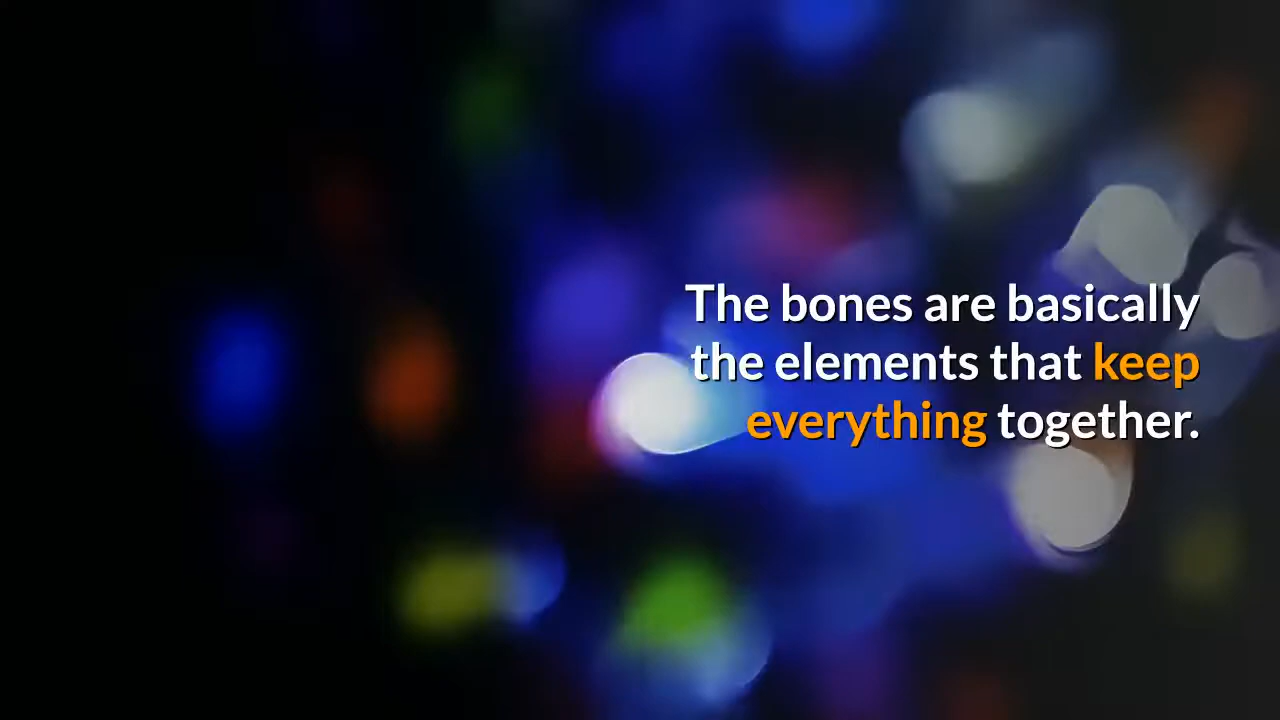 The bones are basically
the elements that keep
everything together.